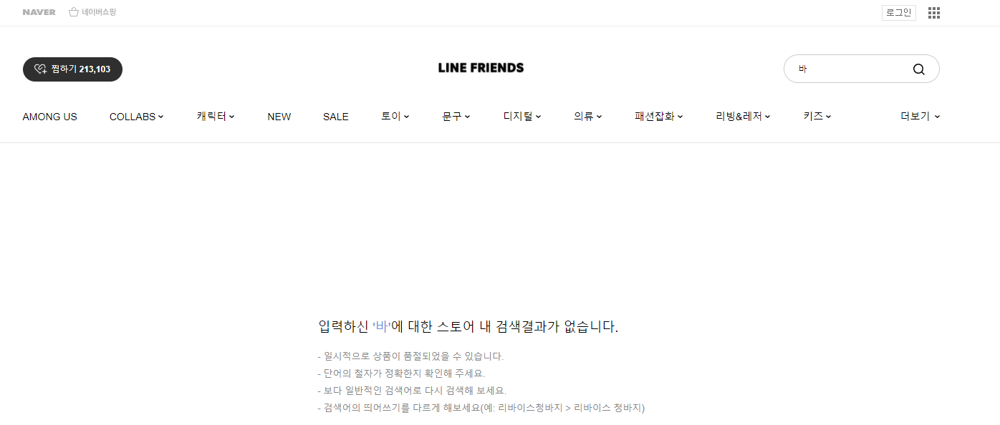 NAVER 네이버쇼핑 로그인
찜하기 213,103 LINE FRIENDS 바
AMONG US COLLABS 캐릭터 NEW SALE 토이 문구 디지털 의류 패션잡화 리빙&레저 키즈 더보기
입력하신 '바'에 대한 스토어 내 검색결과가 없습니다.
- 일시적으로 상품이 품절되었을 수 있습니다.
- 단어의 철자가 정확한지 확인해 주세요.
- 보다 일반적인 검색어로 다시 검색해 보세요.
- 검색어의 띄어쓰기를 다르게 해보세요(예: 리바이스청바지 > 리바이스 청바지)